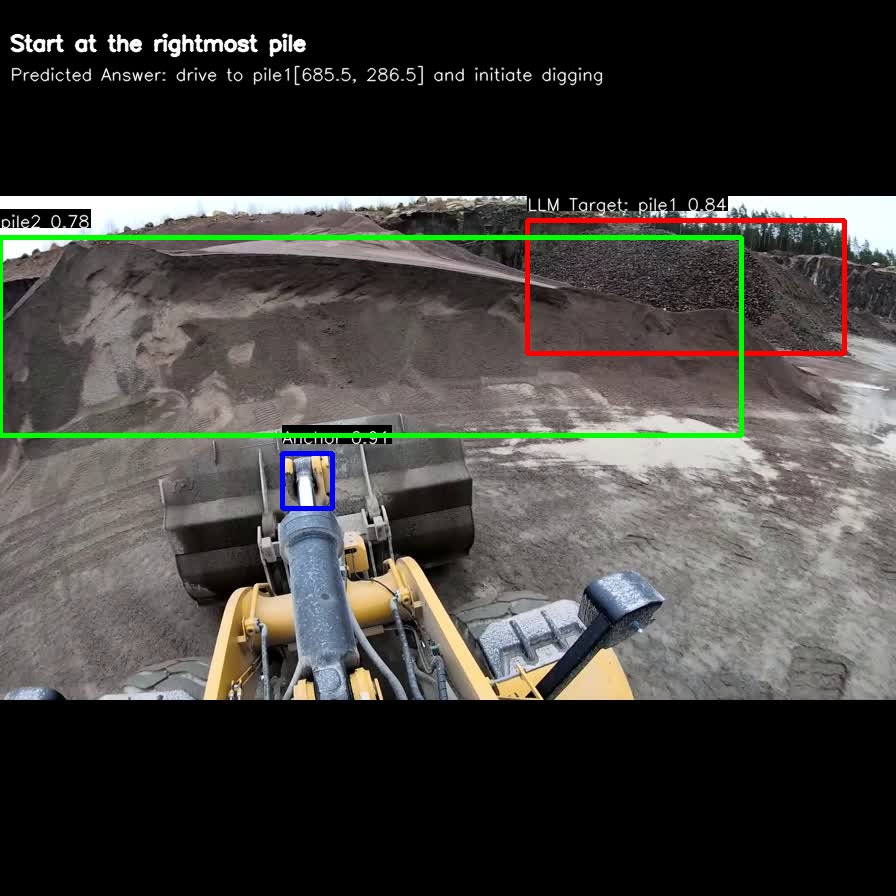 Start at the rightmost pile
Predicted Answer: drive to pile1[685.5, 286.5] and initiate digging
LLM Target: pile1 0.84
pile2 0.78
Anchor 0.91